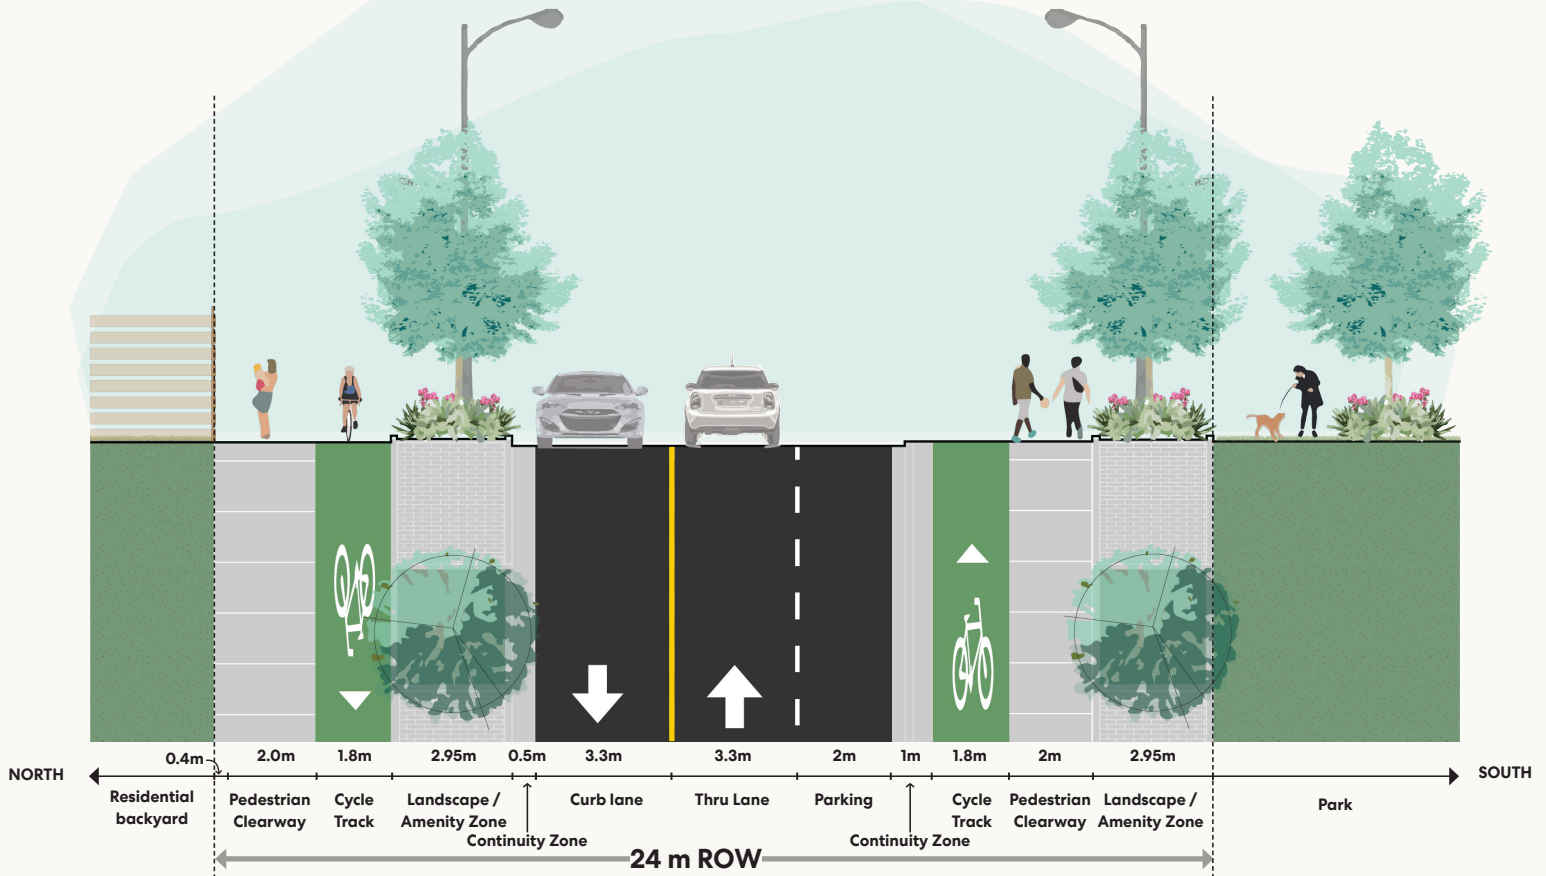 0.4m
2.0m
1.8m
2.95m
0.5m
3.3m
3.3m
2m
1m
1.8m
2m
2.95m
NORTH
SOUTH
Residential
backyard
Pedestrian
Clearway
Cycle
Track
Landscape /
Amenity Zone
Continuity Zone
Curb lane
Thru Lane
Parking
Continuity Zone
Cycle
Track
Pedestrian
Clearway
Landscape /
Amenity Zone
Park
24 m ROW